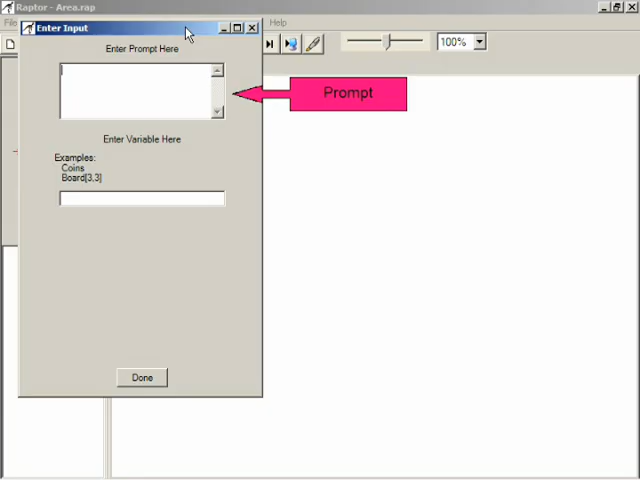 Raptor - Area.rap
File
Help
Enter Input
100%
Enter Prompt Here
Prompt
Enter Variable Here
Examples:
Coins
Board[3,3]
Done